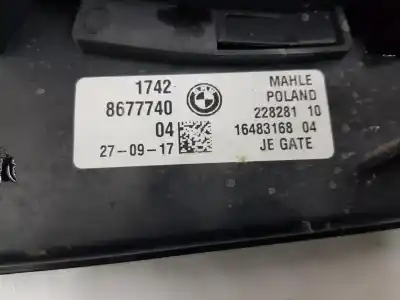 1742
8677740
04
27-09-17
BMW
MAHLE
POLAND
228281 10
16483168 04
JE GATE